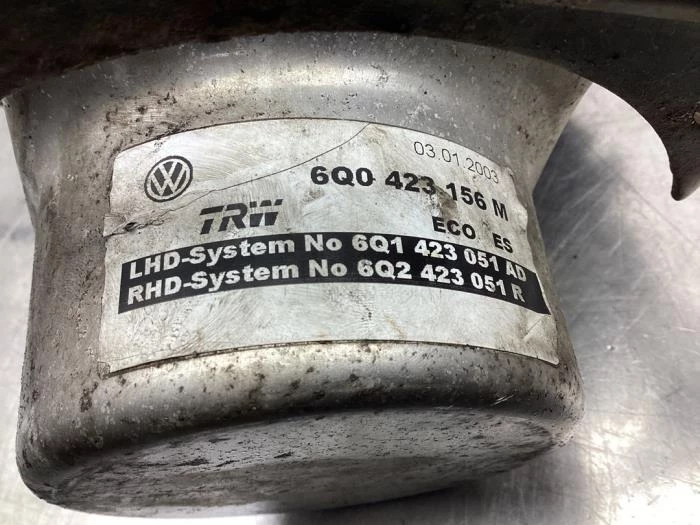 03.01.2003
6Q0 423 156 M
TRW
ECO ES
LHD-System No 6Q1 423 051 AD
RHD-System No 6Q2 423 051 R